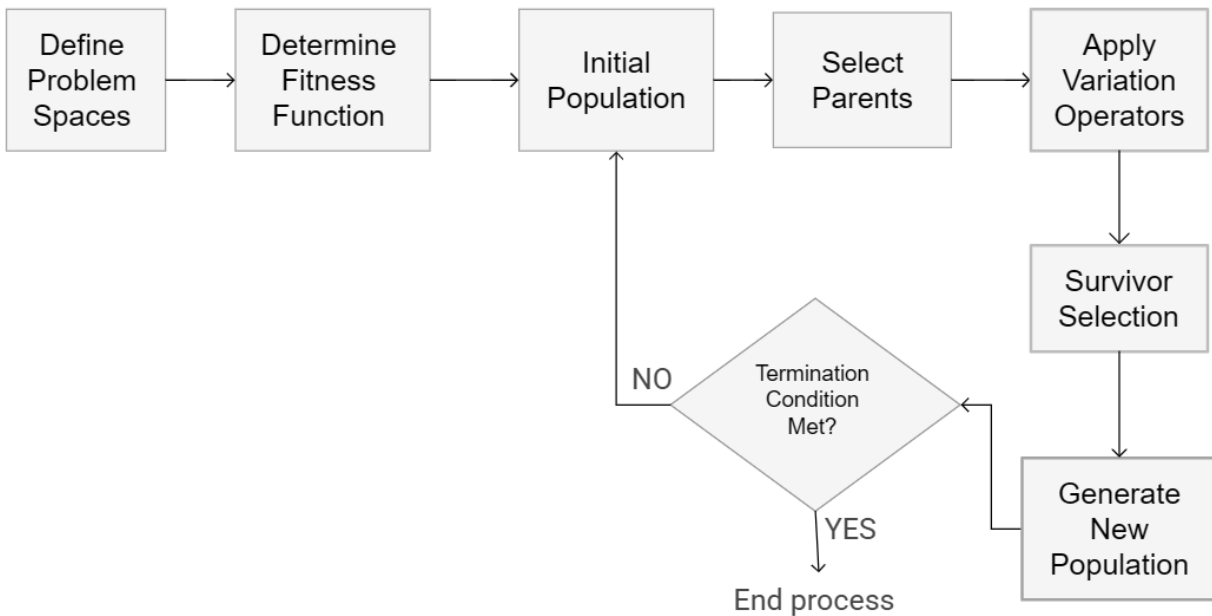 Define
Problem
Spaces
Determine
Fitness
Function
Initial
Population
Select
Parents
Apply
Variation
Operators
Survivor
Selection
Generate
New
Population
Termination
Condition
Met?
NO
YES
End process